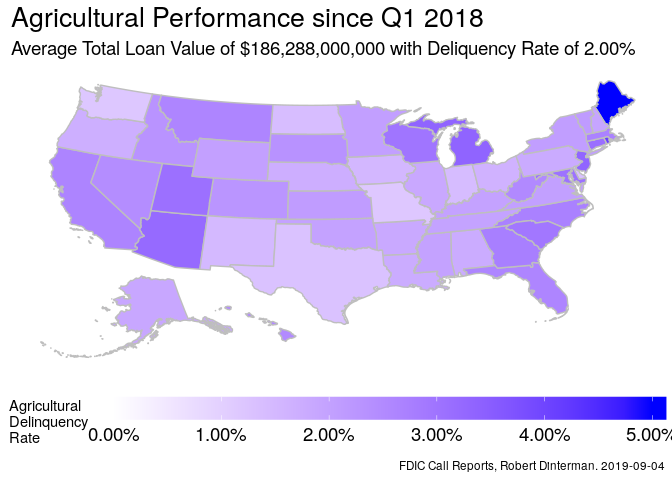 Agricultural Performance since Q1 2018
Average Total Loan Value of $186,288,000,000 with Deliquency Rate of 2.00%
Agricultural
Delinquency
Rate
0.00% 1.00% 2.00% 3.00% 4.00% 5.00%
FDIC Call Reports, Robert Dinterman. 2019-09-04